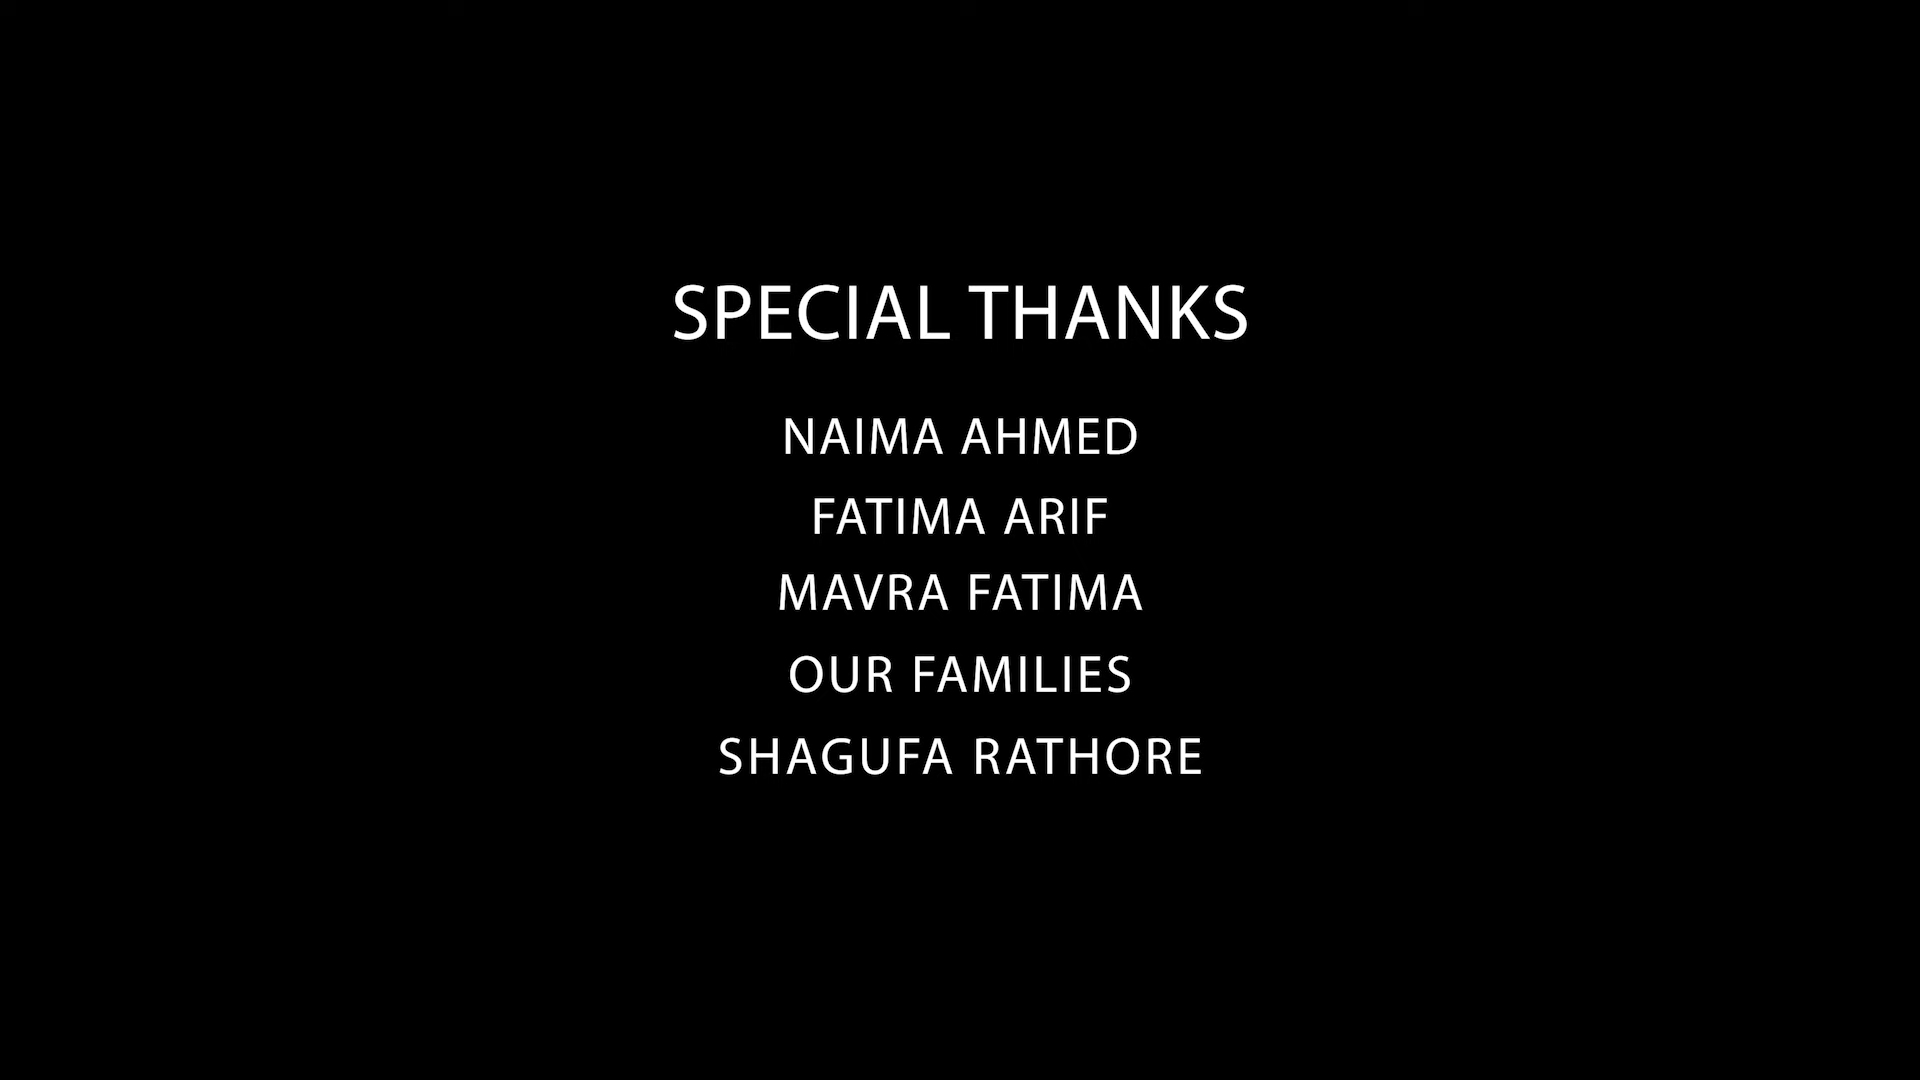 SPECIAL THANKS
NAIMA AHMED
FATIMA ARIF
MAVRA FATIMA
OUR FAMILIES
SHAGUFA RATHORE